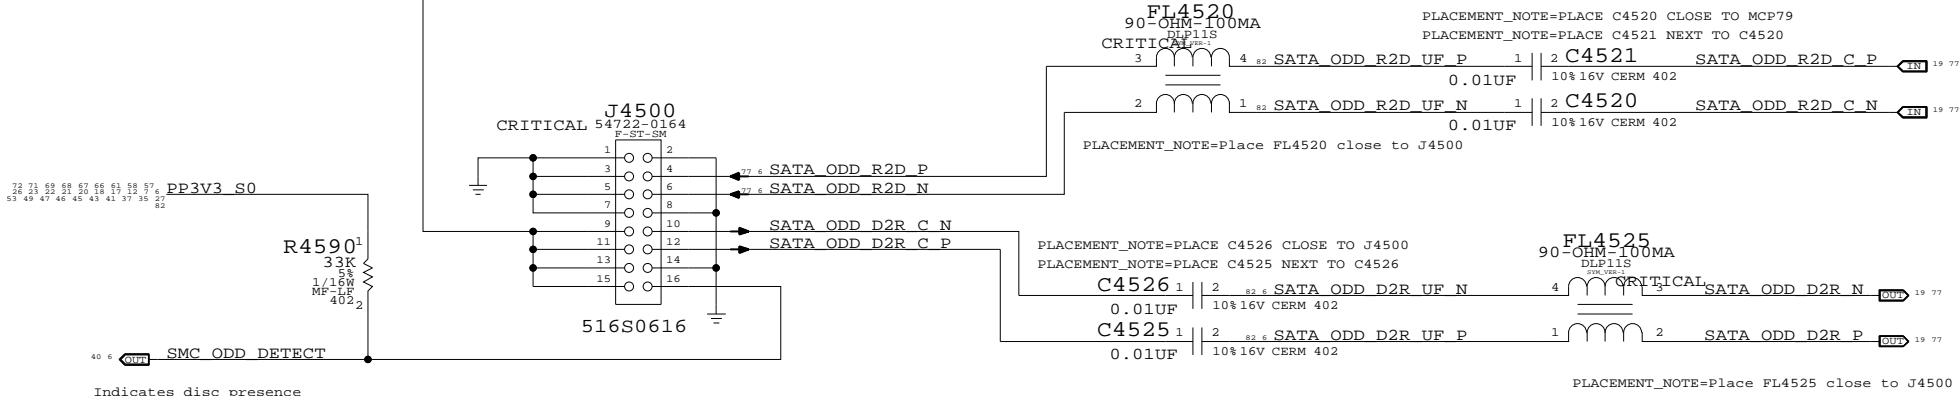 FL4520
90-OHM-100MA
DLP11S
CRITICAL
SYM_VER-1
PLACEMENT_NOTE=PLACE C4520 CLOSE TO MCP79
PLACEMENT_NOTE=PLACE C4521 NEXT TO C4520
3
4
82
SATA_ODD_R2D_UF_P
1
2
C4521
0.01UF
10% 16V CERM 402
SATA_ODD_R2D_C_P
IN
19 77
2
1
82
SATA_ODD_R2D_UF_N
1
2
C4520
0.01UF
10% 16V CERM 402
SATA_ODD_R2D_C_N
IN
19 77
PLACEMENT_NOTE=Place FL4520 close to J4500
J4500
CRITICAL
54722-0164
F-ST-SM
1
2
3
4
5
6
7
8
9
10
11
12
13
14
15
16
516S0616
77 6
SATA_ODD_R2D_P
77 6
SATA_ODD_R2D_N
SATA_ODD_D2R_C_N
SATA_ODD_D2R_C_P
72 71 69 68 67 66 61 58 57
26 23 22 21 20 18 17 12 7 6
53 49 47 46 45 43 41 37 35 27
82
PP3V3_S0
R4590
1
33K
5%
1/16W
MF-LF
402
2
40 6
OUT
SMC_ODD_DETECT
Indicates disc presence
PLACEMENT_NOTE=PLACE C4526 CLOSE TO J4500
PLACEMENT_NOTE=PLACE C4525 NEXT TO C4526
C4526
1
2
0.01UF
10% 16V CERM 402
82 6
SATA_ODD_D2R_UF_N
C4525
1
2
0.01UF
10% 16V CERM 402
82 6
SATA_ODD_D2R_UF_P
FL4525
90-OHM-100MA
DLP11S
SYM_VER-1
CRITICAL
4
3
SATA_ODD_D2R_N
OUT
19 77
1
2
SATA_ODD_D2R_P
OUT
19 77
PLACEMENT_NOTE=Place FL4525 close to J4500